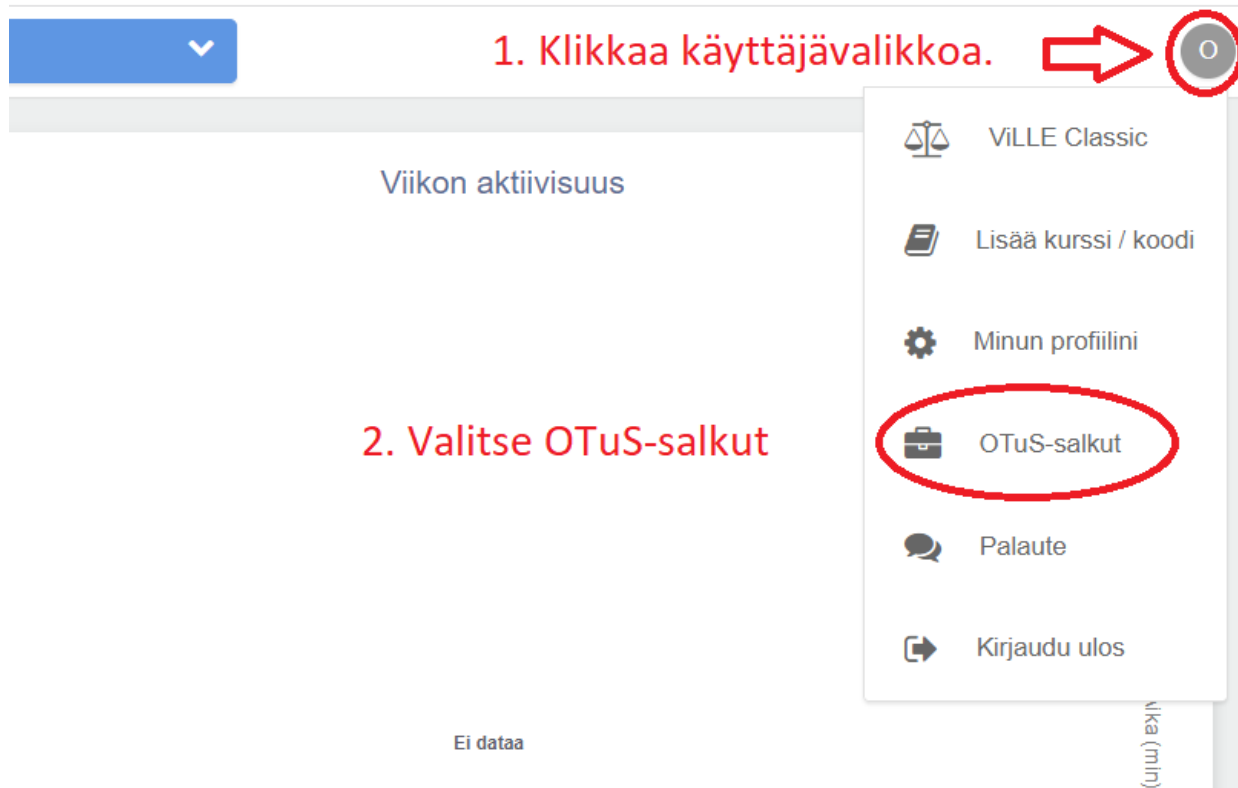 1. Klikkaa käyttäjävalikkoa.
O
ViLLE Classic
Viikon aktiivisuus
Lisää kurssi / koodi
Minun profiilini
2. Valitse OTuS-salkut
OTuS-salkut
Palaute
Kirjaudu ulos
Ei dataa
(min)